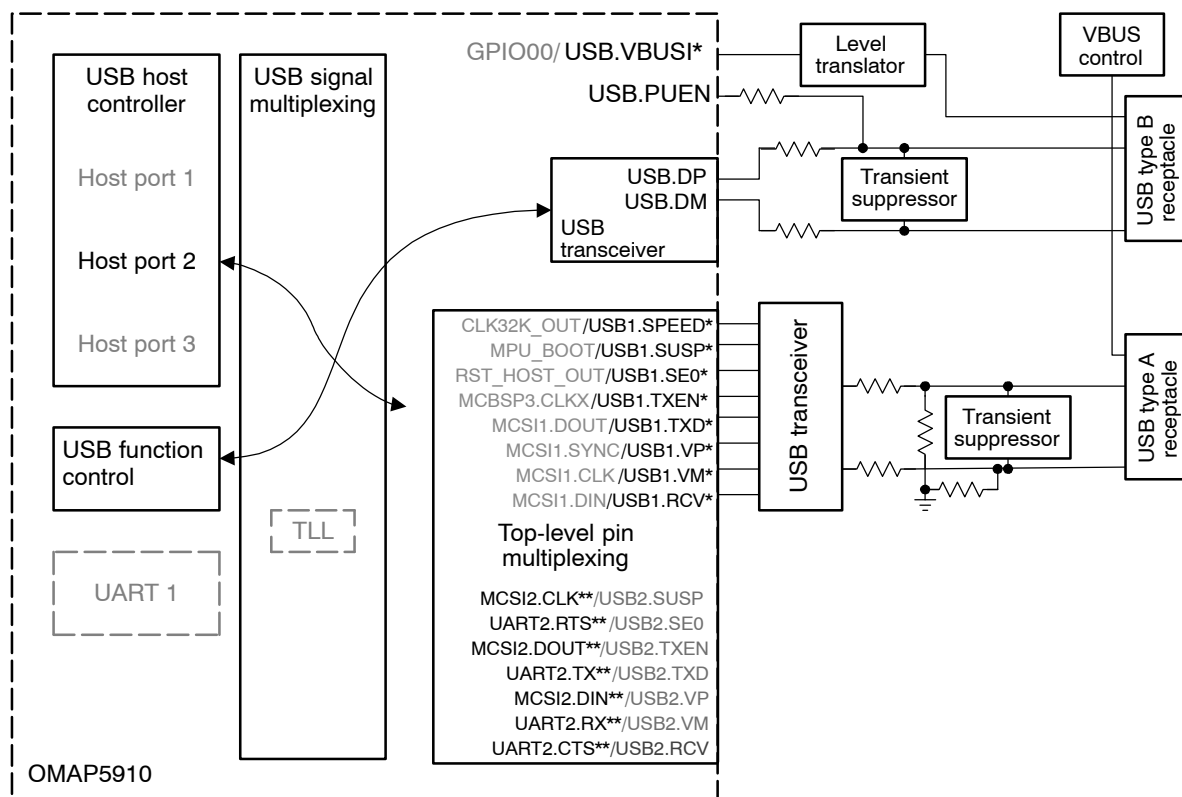 USB host
controller
Host port 1
Host port 2
Host port 3
USB function
control
UART 1
USB signal
multiplexing
TLL
GPIO00/USB.VBUSI*
USB.PUEN
USB.DP
USB.DM
USB
transceiver
CLK32K_OUT/USB1.SPEED*
MPU_BOOT/USB1.SUSP*
RST_HOST_OUT/USB1.SE0*
MCBSP3.CLKX/USB1.TXEN*
MCSI1.DOUT/USB1.TXD*
MCSI1.SYNC/USB1.VP*
MCSI1.CLK/USB1.VM*
MCSI1.DIN/USB1.RCV*
Top-level pin
multiplexing
MCSI2.CLK**/USB2.SUSP
UART2.RTS**/USB2.SE0
MCSI2.DOUT**/USB2.TXEN
UART2.TX**/USB2.TXD
MCSI2.DIN**/USB2.VP
UART2.RX**/USB2.VM
UART2.CTS**/USB2.RCV
OMAP5910
Level
translator
VBUS
control
Transient
suppressor
USB type B
receptacle
USB transceiver
Transient
suppressor
USB type A
receptacle